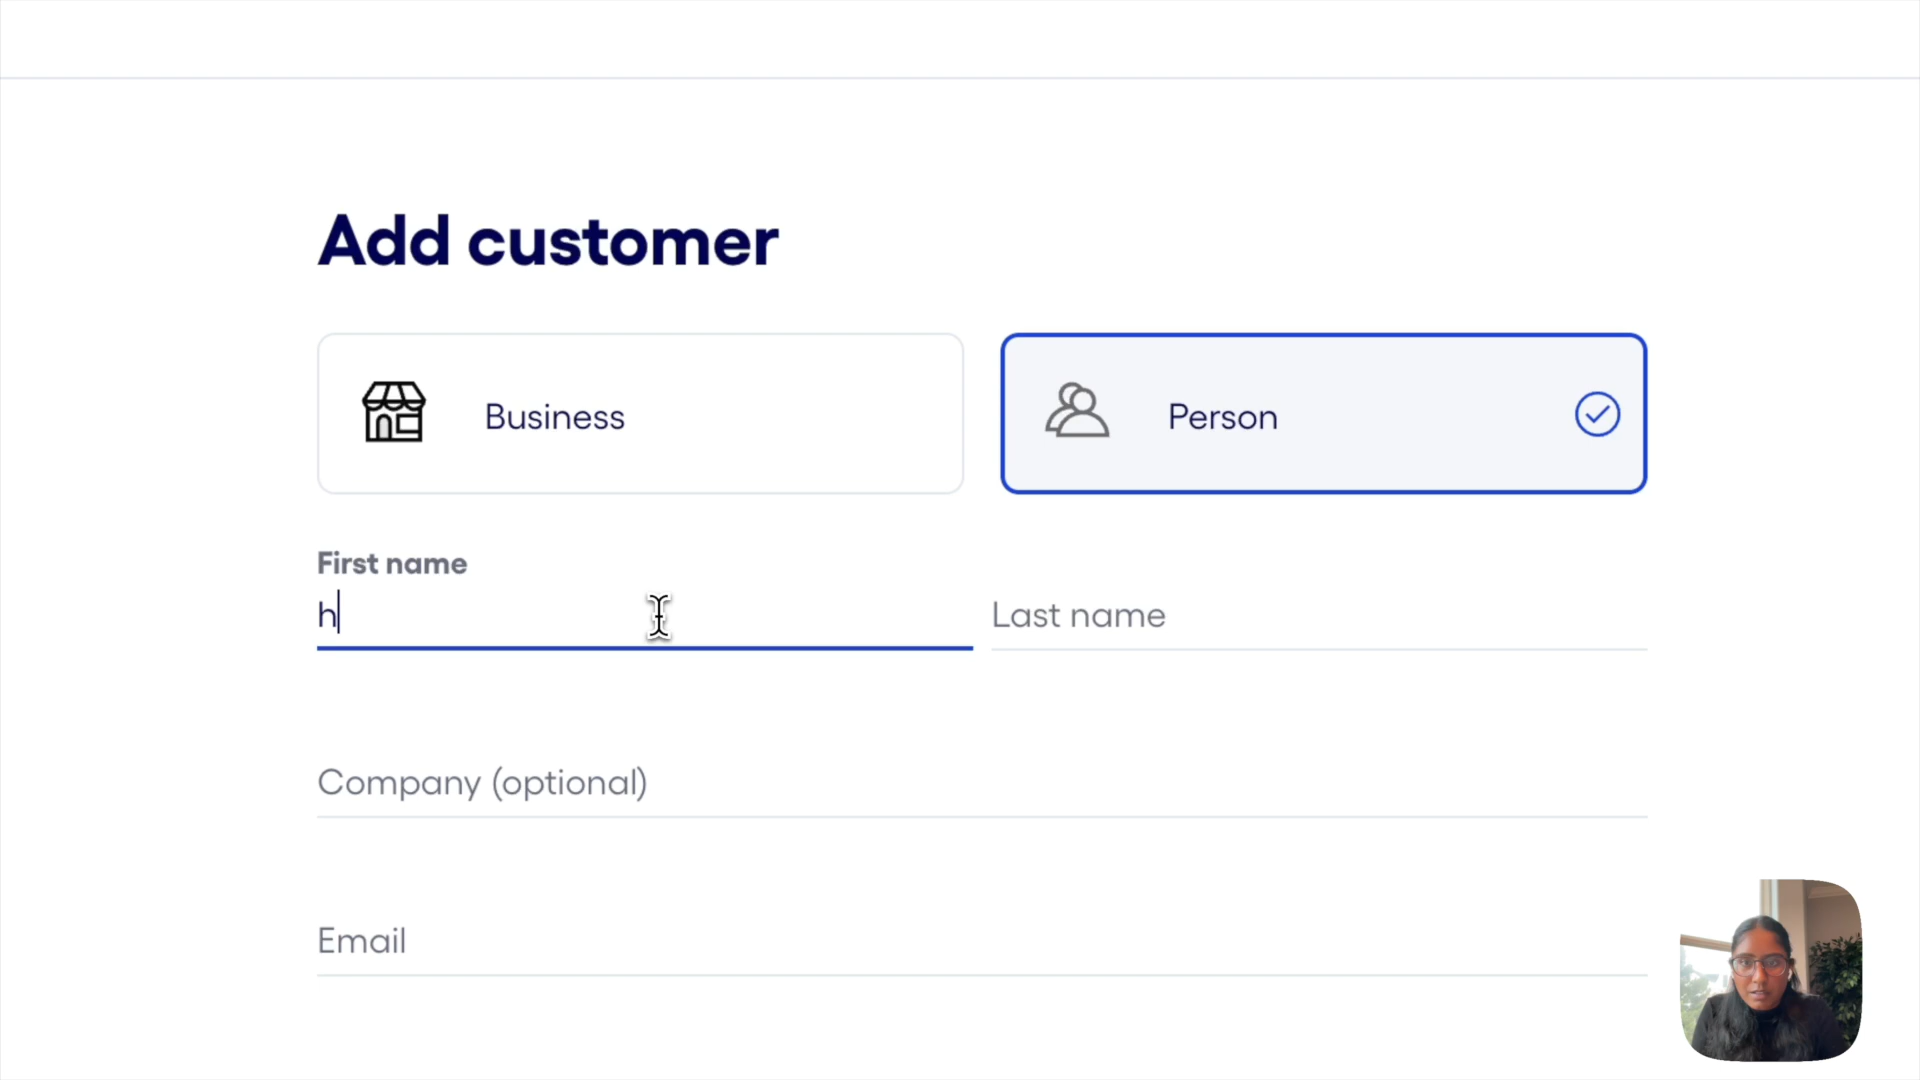 Add customer
Business
Person
First name
h
Last name
Company (optional)
Email